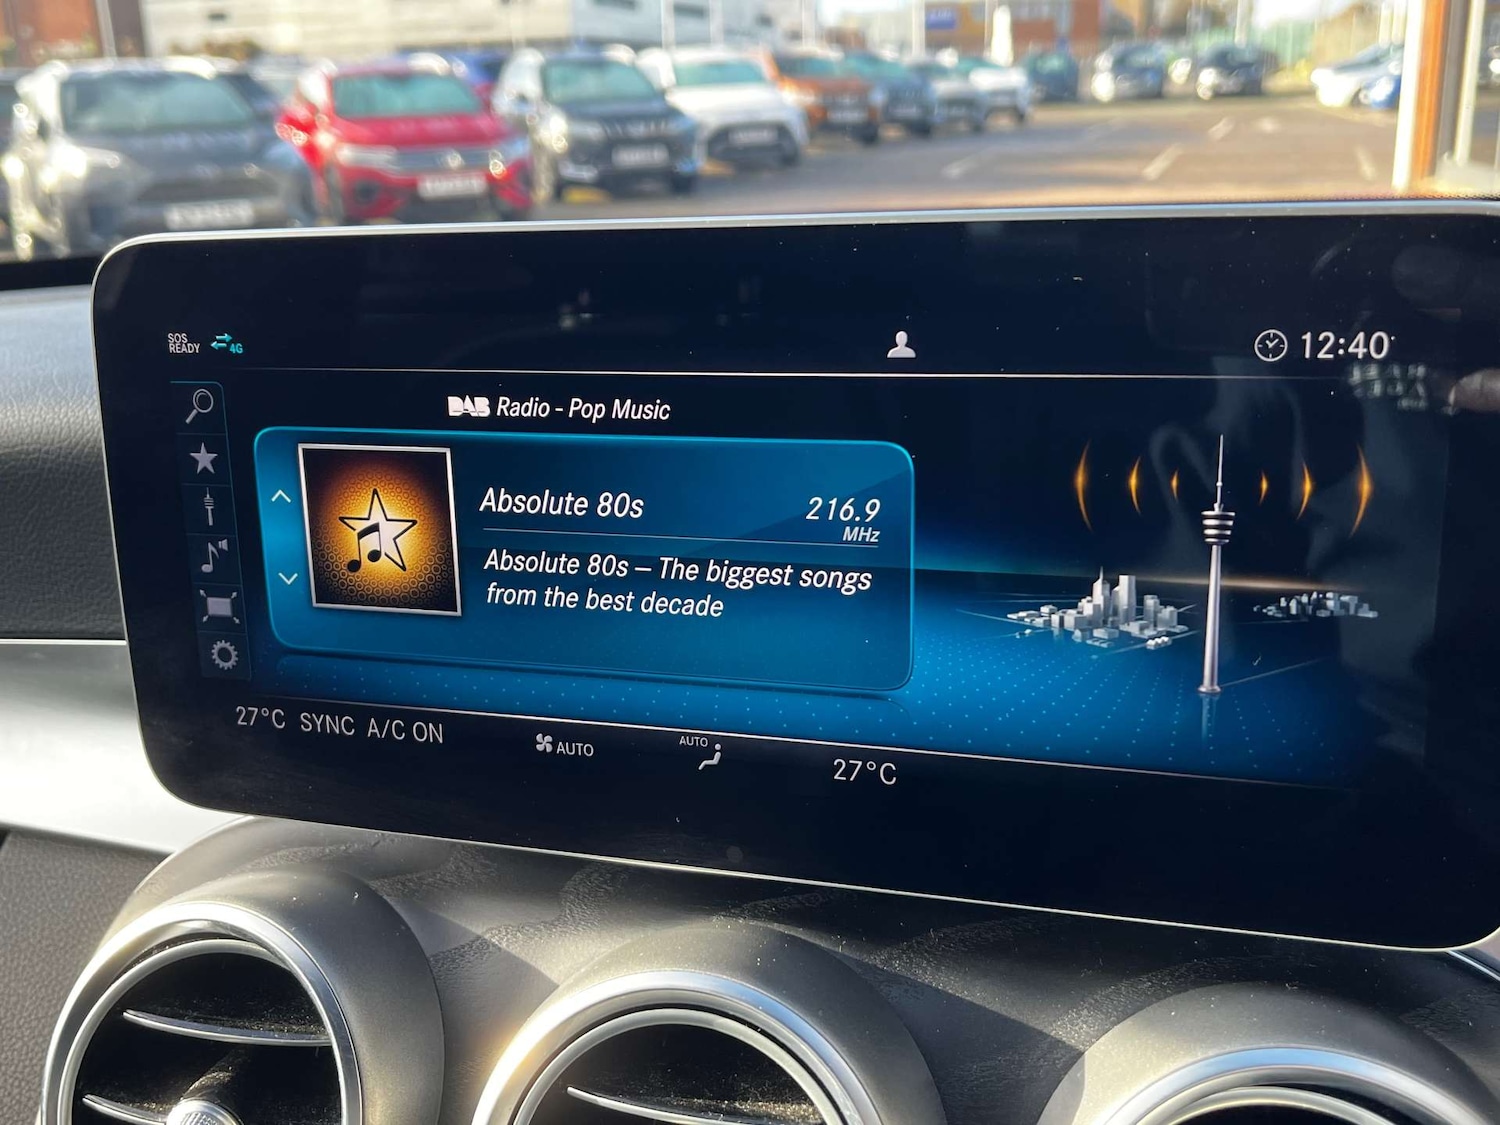 SOS
READY
4G
12:40
DAB Radio - Pop Music
Absolute 80s
216.9
MHz
Absolute 80s – The biggest songs
from the best decade
27°C SYNC A/C ON
AUTO
AUTO
27°C